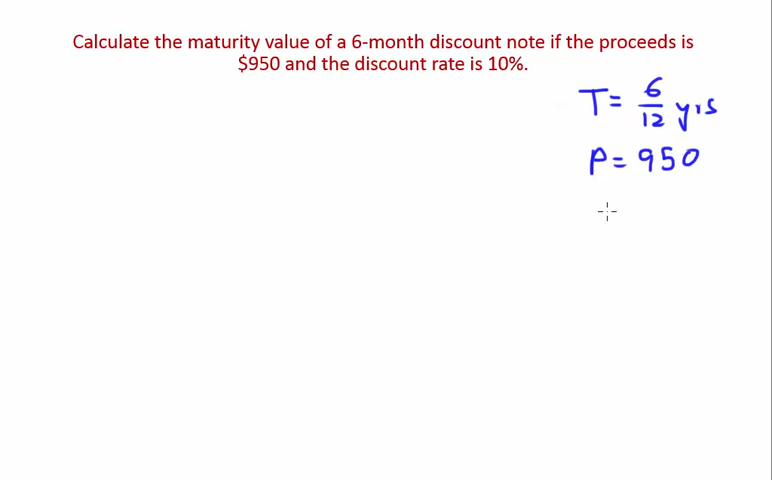 Calculate the maturity value of a 6-month discount note if the proceeds is
$950 and the discount rate is 10%.
T = 6/12 yrs
P = 950